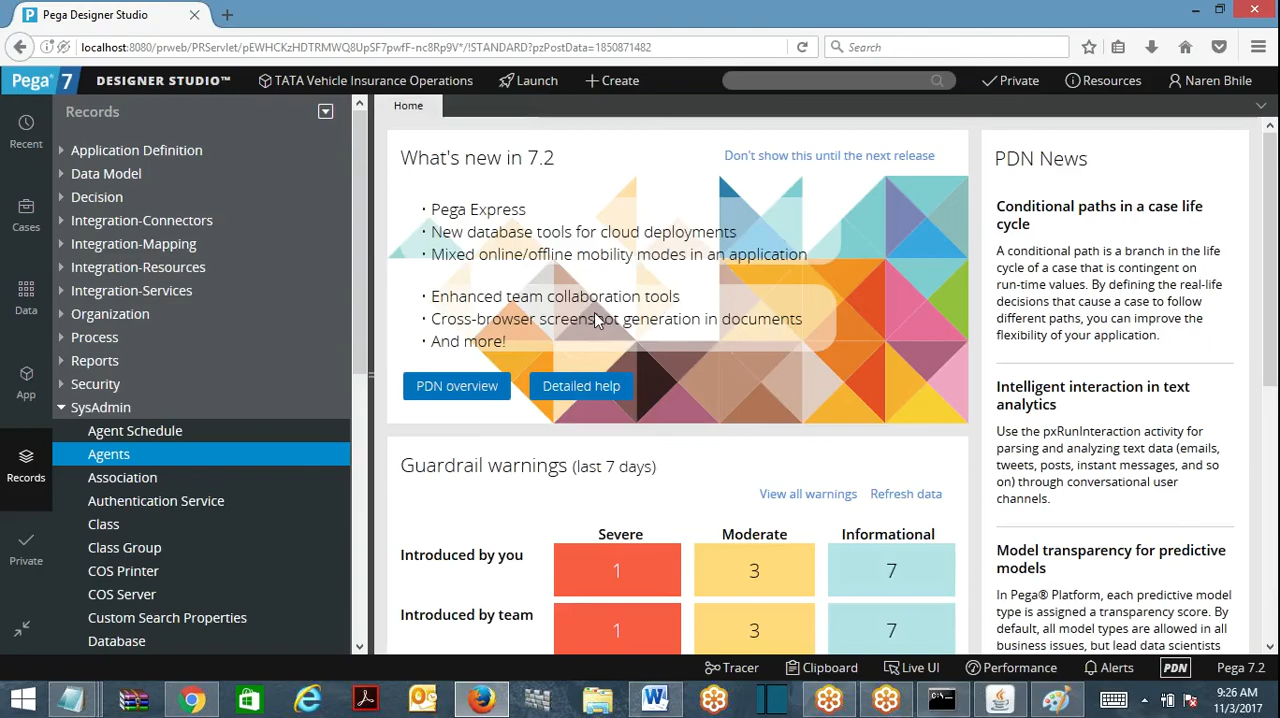 Pega Designer Studio
localhost:8080/prweb/PRServlet/pEWHCKzHDTRMWQ8UpSF7pwfF-nc8Rp9V*/!STANDARD?pzPostData=1850871482
Search
Pega 7
DESIGNER STUDIO™
TATA Vehicle Insurance Operations
Launch
Create
Private
Resources
Naren Bhile
Recent
Cases
Data
App
Records
Private
Records
Application Definition
Data Model
Decision
Integration-Connectors
Integration-Mapping
Integration-Resources
Integration-Services
Organization
Process
Reports
Security
SysAdmin
Agent Schedule
Agents
Association
Authentication Service
Class
Class Group
COS Printer
COS Server
Custom Search Properties
Database
Home
What's new in 7.2
Don't show this until the next release
• Pega Express
• New database tools for cloud deployments
• Mixed online/offline mobility modes in an application
• Enhanced team collaboration tools
• Cross-browser screenshot generation in documents
• And more!
PDN overview
Detailed help
Guardrail warnings (last 7 days)
View all warnings
Refresh data
Severe Moderate Informational
Introduced by you 1 3 7
Introduced by team 1 3 7
PDN News
Conditional paths in a case life
cycle
A conditional path is a branch in the life
cycle of a case that is contingent on
run-time values. By defining the real-life
decisions that cause a case to follow
different paths, you can improve the
flexibility of your application.
Intelligent interaction in text
analytics
Use the pxRunInteraction activity for
parsing and analyzing text data (emails,
tweets, posts, instant messages, and so
on) through conversational user
channels.
Model transparency for predictive
models
In Pega® Platform, each predictive model
type is assigned a transparency score. By
default, all model types are allowed in all
business issues, but lead data scientists
Tracer
Clipboard
Live UI
Performance
Alerts
PDN
Pega 7.2
9:26 AM
11/3/2017